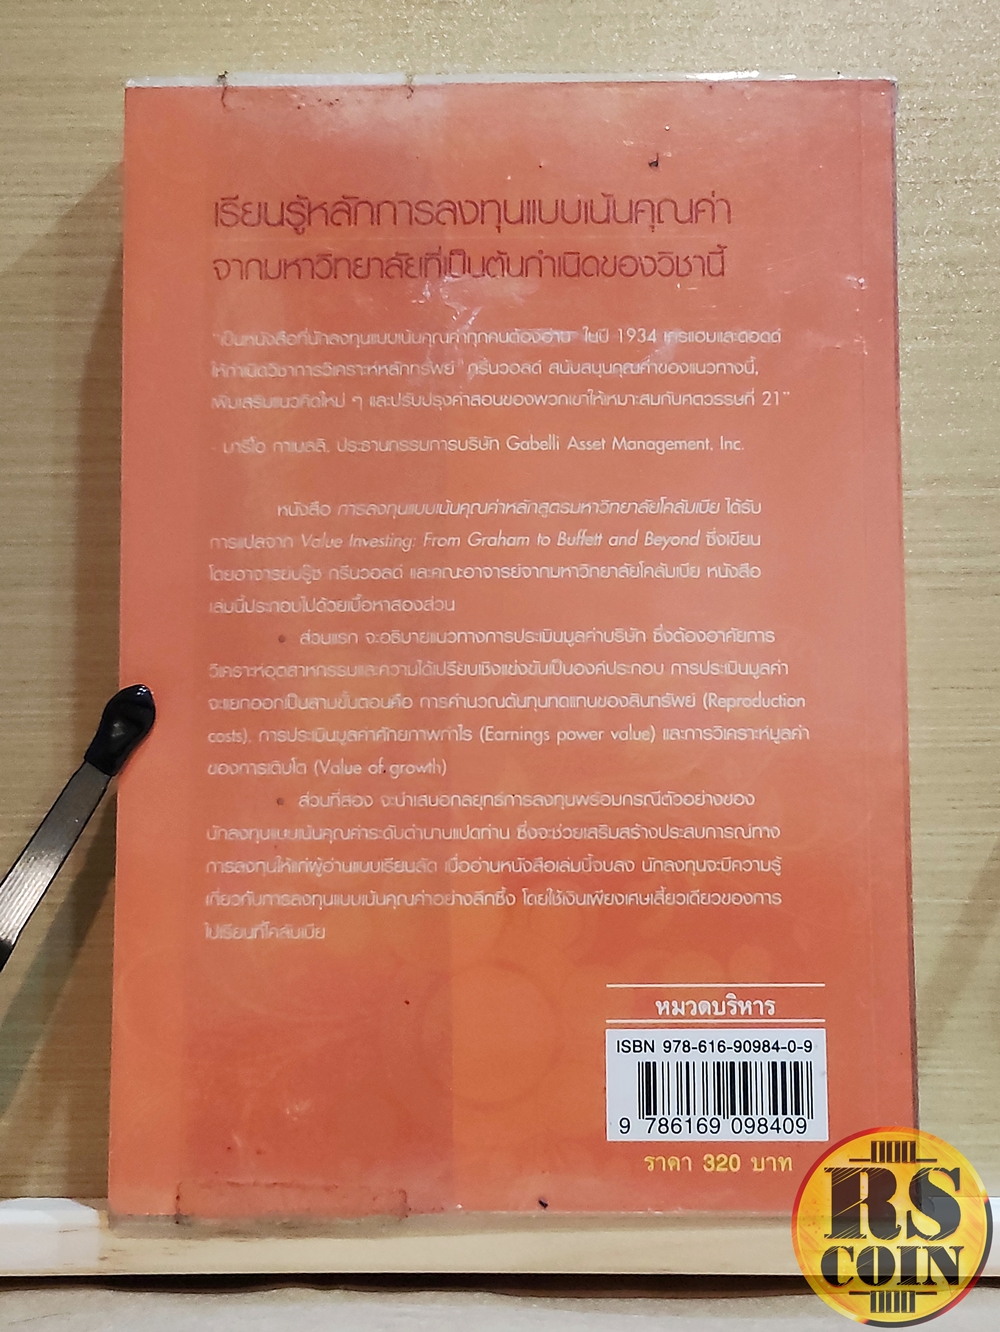 เรียนรู้หลักการลงทุนแบบเน้นคุณค่า
จากมหาวิทยาลัยที่เป็นต้นกำเนิดของวิชานี้
"เป็นหนังสือที่นักลงทุนแบบเน้นคุณค่าทุกคนต้องอ่าน ในปี 1934 เกรแฮมและดอดด์
ให้กำเนิดวิชาการวิเคราะห์หลักทรัพย์ กรีนวอลด์ สนับสนุนคุณค่าของแนวทางนี้,
เพิ่มเสริมแนวคิดใหม่ ๆ และปรับปรุงคำสอนของพวกเขาให้เหมาะสมกับศตวรรษที่ 21"
- มาริโอ กาเบลลี, ประธานกรรมการบริษัท Gabelli Asset Management, Inc.
หนังสือ การลงทุนแบบเน้นคุณค่าหลักสูตรมหาวิทยาลัยโคลัมเบีย ได้รับ
การแปลจาก Value Investing: From Graham to Buffett and Beyond ซึ่งเขียน
โดยอาจารย์บรู๊ซ กรีนวอลด์ และคณะอาจารย์จากมหาวิทยาลัยโคลัมเบีย หนังสือ
เล่มนี้ประกอบไปด้วยเนื้อหาสองส่วน
• ส่วนแรก จะอธิบายแนวทางการประเมินมูลค่าบริษัท ซึ่งต้องอาศัยการ
วิเคราะห์อุตสาหกรรมและความได้เปรียบเชิงแข่งขันเป็นองค์ประกอบ การประเมินมูลค่า
จะแยกออกเป็นสามขั้นตอนคือ การคำนวณต้นทุนทดแทนของสินทรัพย์ (Reproduction
costs), การประเมินมูลค่าศักยภาพกำไร (Earnings power value) และการวิเคราะห์มูลค่า
ของการเติบโต (Value of growth)
• ส่วนที่สอง จะนำเสนอกลยุทธ์การลงทุนพร้อมกรณีตัวอย่างของ
นักลงทุนแบบเน้นคุณค่าระดับตำนานแปดท่าน ซึ่งจะช่วยเสริมสร้างประสบการณ์ทาง
การลงทุนให้แก่ผู้อ่านแบบเรียนลัด เมื่ออ่านหนังสือเล่มนี้จบลง นักลงทุนจะมีความรู้
เกี่ยวกับการลงทุนแบบเน้นคุณค่าอย่างลึกซึ้ง โดยใช้เงินเพียงเศษเสี้ยวเดียวของการ
ไปเรียนที่โคลัมเบีย
หมวดบริหาร
ISBN 978-616-90984-0-9
9 786169 098409
ราคา 320 บาท
RS
COIN